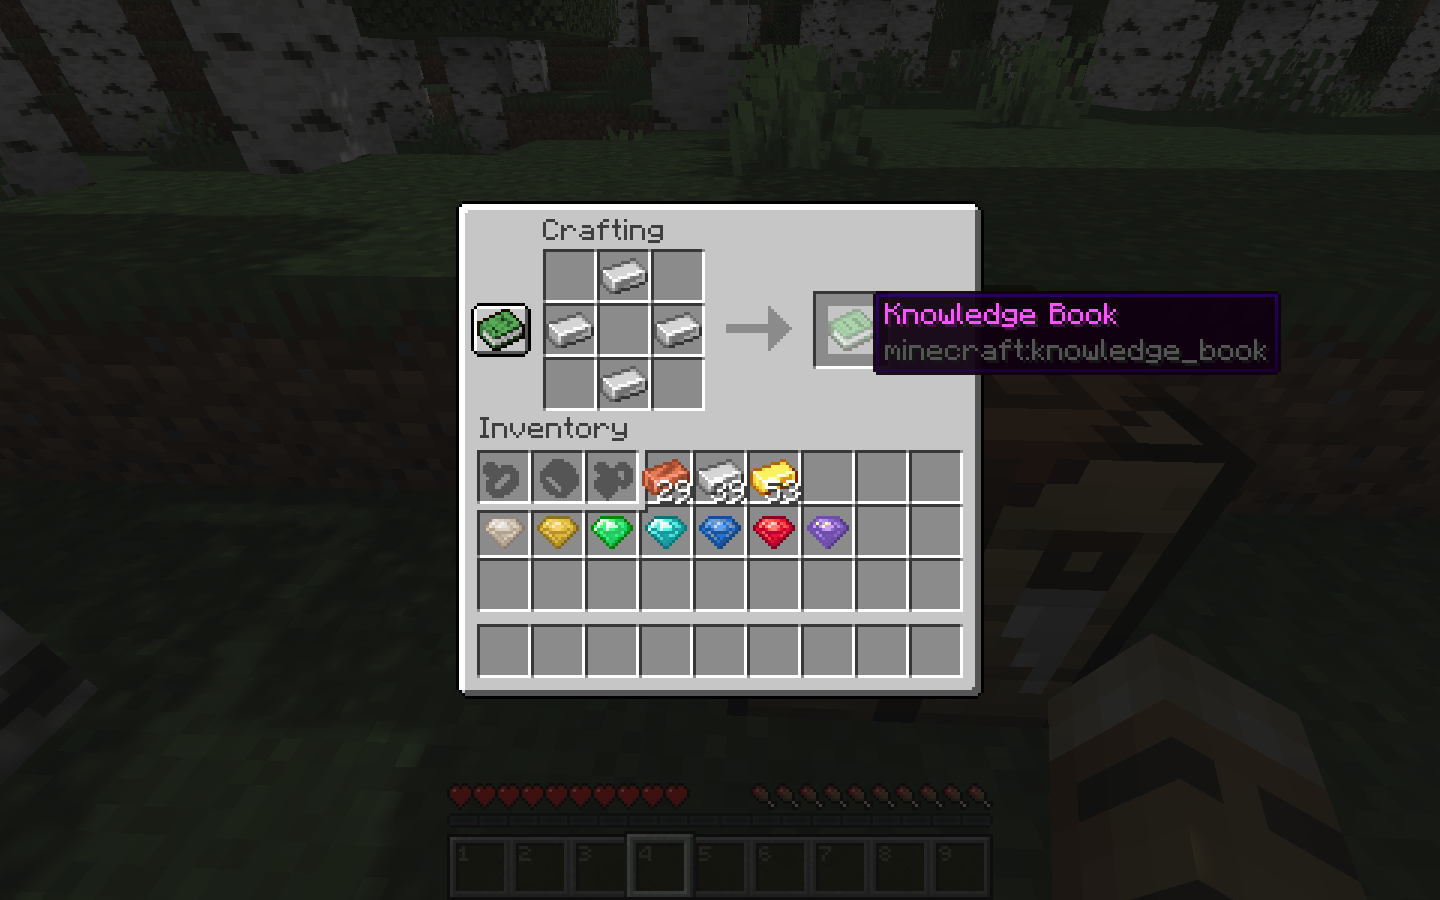 Crafting
Knowledge Book
minecraft:knowledge_book
Inventory
29 39 53
1 2 3 4 5 6 7 8 9